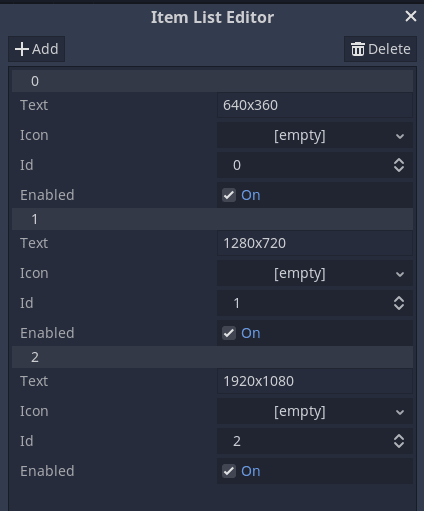 Item List Editor
Add Delete
0
Text 640x360
Icon [empty]
Id 0
Enabled On
1
Text 1280x720
Icon [empty]
Id 1
Enabled On
2
Text 1920x1080
Icon [empty]
Id 2
Enabled On